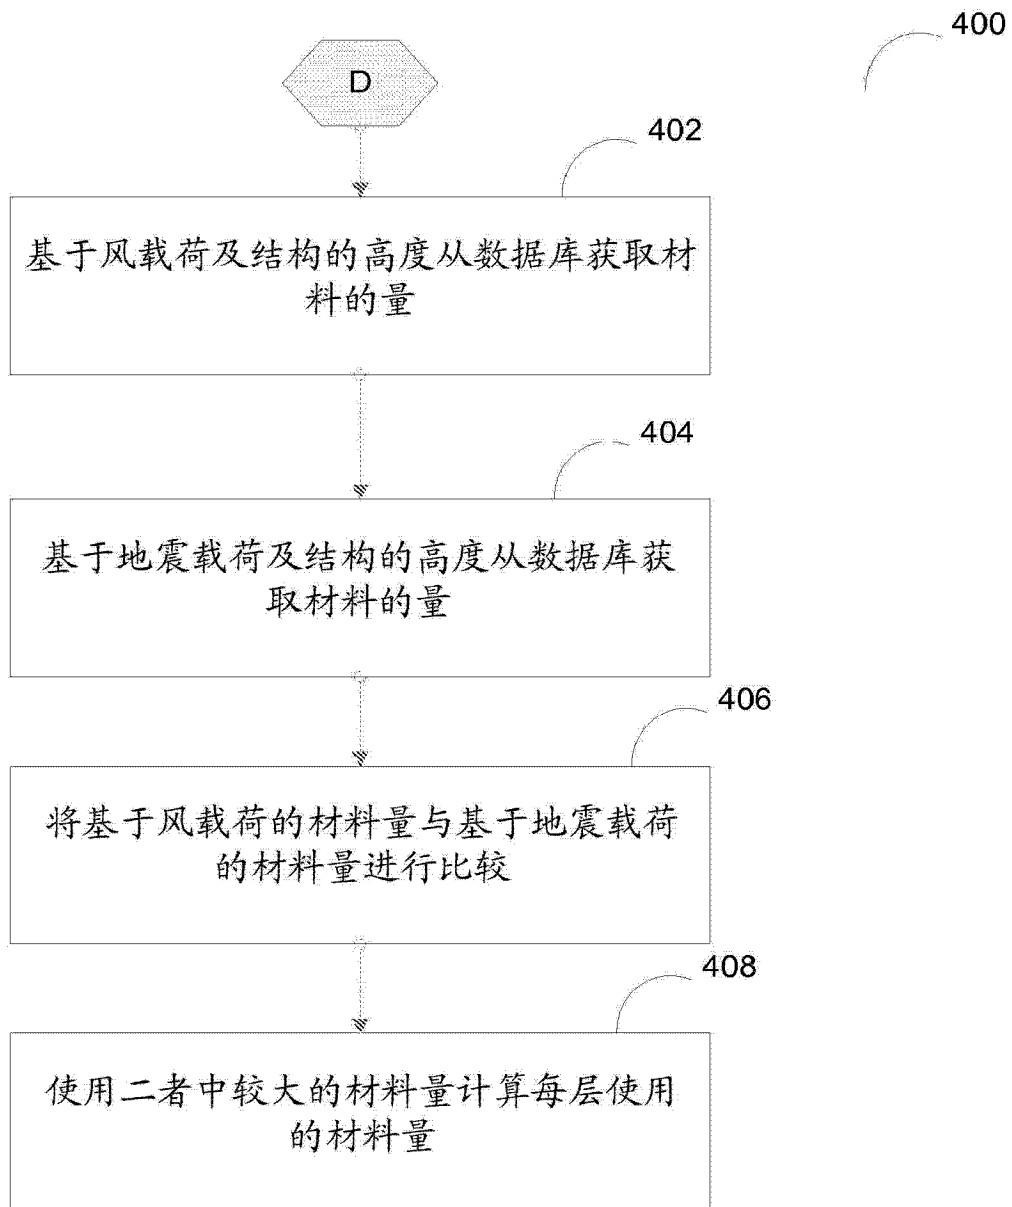 400
D
402
基于风载荷及结构的高度从数据库获取材
料的量
404
基于地震载荷及结构的高度从数据库获
取材料的量
406
将基于风载荷的材料量与基于地震载荷
的材料量进行比较
408
使用二者中较大的材料量计算每层使用
的材料量